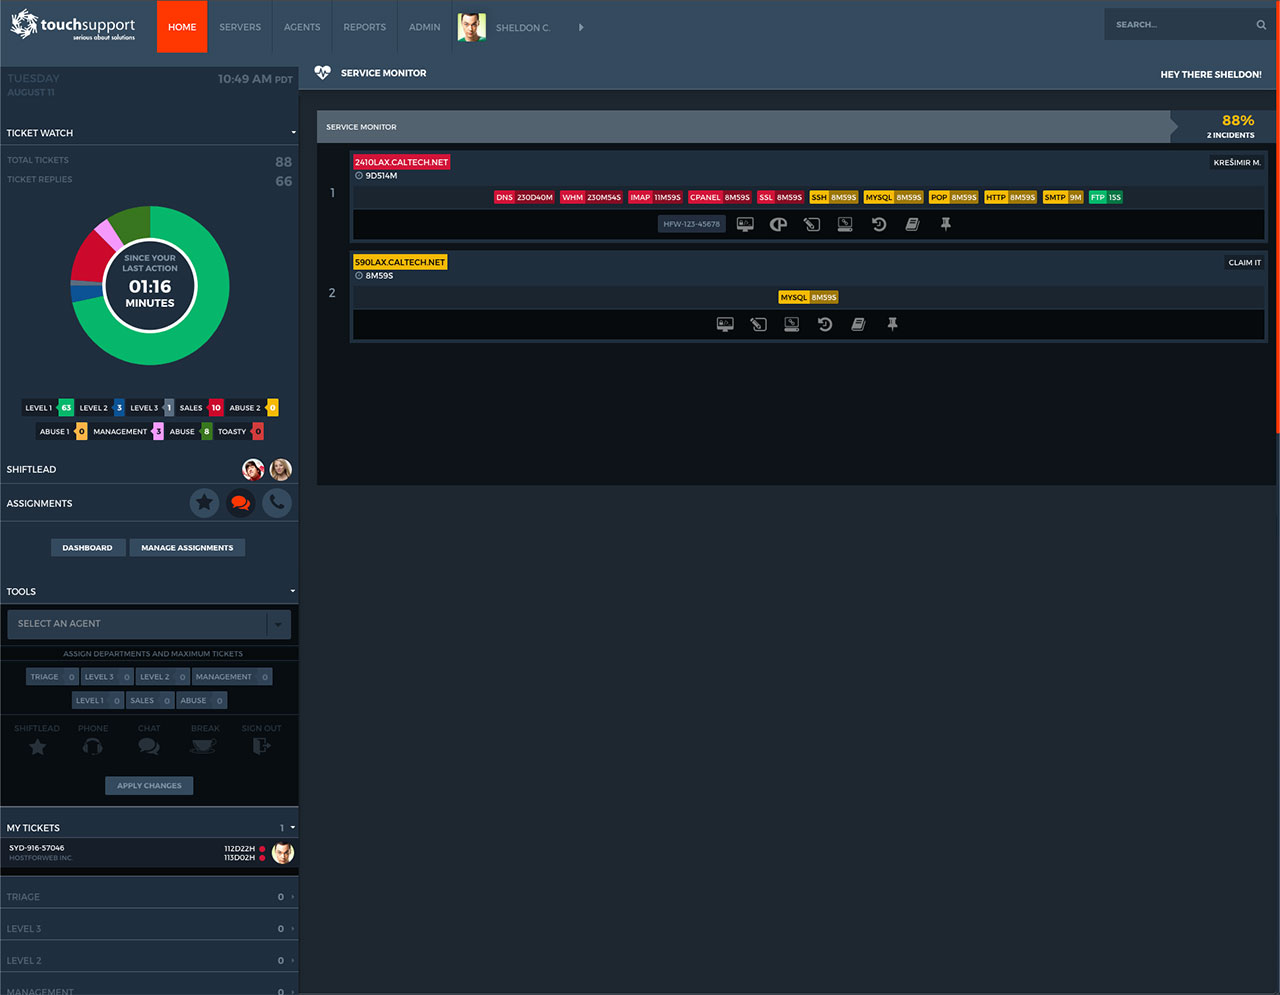 touchsupport
serious about solutions
HOME
SERVERS
AGENTS
REPORTS
ADMIN
SHELDON C.
SEARCH...
TUESDAY
10:49 AM PDT
AUGUST 11
SERVICE MONITOR
HEY THERE SHELDON!
TICKET WATCH
TOTAL TICKETS 88
TICKET REPLIES 66
SINCE YOUR
LAST ACTION
01:16
MINUTES
LEVEL 1 63 LEVEL 2 3 LEVEL 3 1 SALES 10 ABUSE 2 0
ABUSE 1 0 MANAGEMENT 3 ABUSE 8 TOASTY 0
SHIFTLEAD
ASSIGNMENTS
DASHBOARD MANAGE ASSIGNMENTS
TOOLS
SELECT AN AGENT
ASSIGN DEPARTMENTS AND MAXIMUM TICKETS
TRIAGE 0 LEVEL 3 0 LEVEL 2 0 MANAGEMENT 0
LEVEL 1 0 SALES 0 ABUSE 0
SHIFTLEAD PHONE CHAT BREAK SIGN OUT
APPLY CHANGES
MY TICKETS 1
SYD-916-57046 112D22H
HOSTFORWEB INC. 113D02H
TRIAGE 0
LEVEL 3 0
LEVEL 2 0
MANAGEMENT 0
SERVICE MONITOR
88%
2 INCIDENTS
1
2410LAX.CALTECH.NET
KREŠIMIR M.
9D514M
DNS 230D40M WHM 230M54S IMAP 11M59S CPANEL 8M59S SSL 8M59S SSH 8M59S MYSQL 8M59S POP 8M59S HTTP 8M59S SMTP 9M FTP 15S
HFW-123-45678
2
590LAX.CALTECH.NET
CLAIM IT
8M59S
MYSQL 8M59S